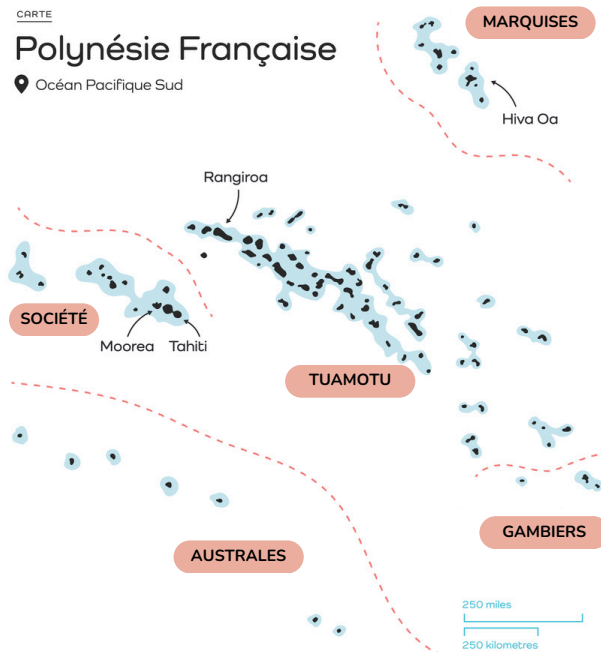 CARTE
Polynésie Française
Océan Pacifique Sud
MARQUISES
Hiva Oa
Rangiroa
SOCIÉTÉ
Moorea
Tahiti
TUAMOTU
GAMBIERS
AUSTRALES
250 miles
250 kilometres